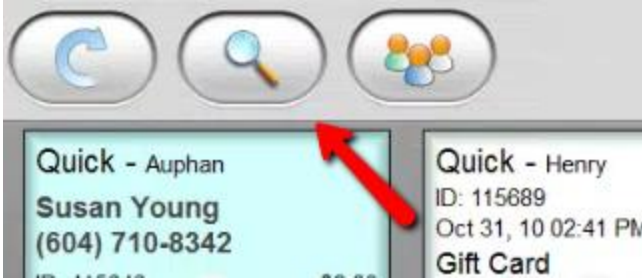 Quick - Auphan
Susan Young
(604) 710-8342
Quick - Henry
ID: 115689
Oct 31, 10 02:41 PM
Gift Card